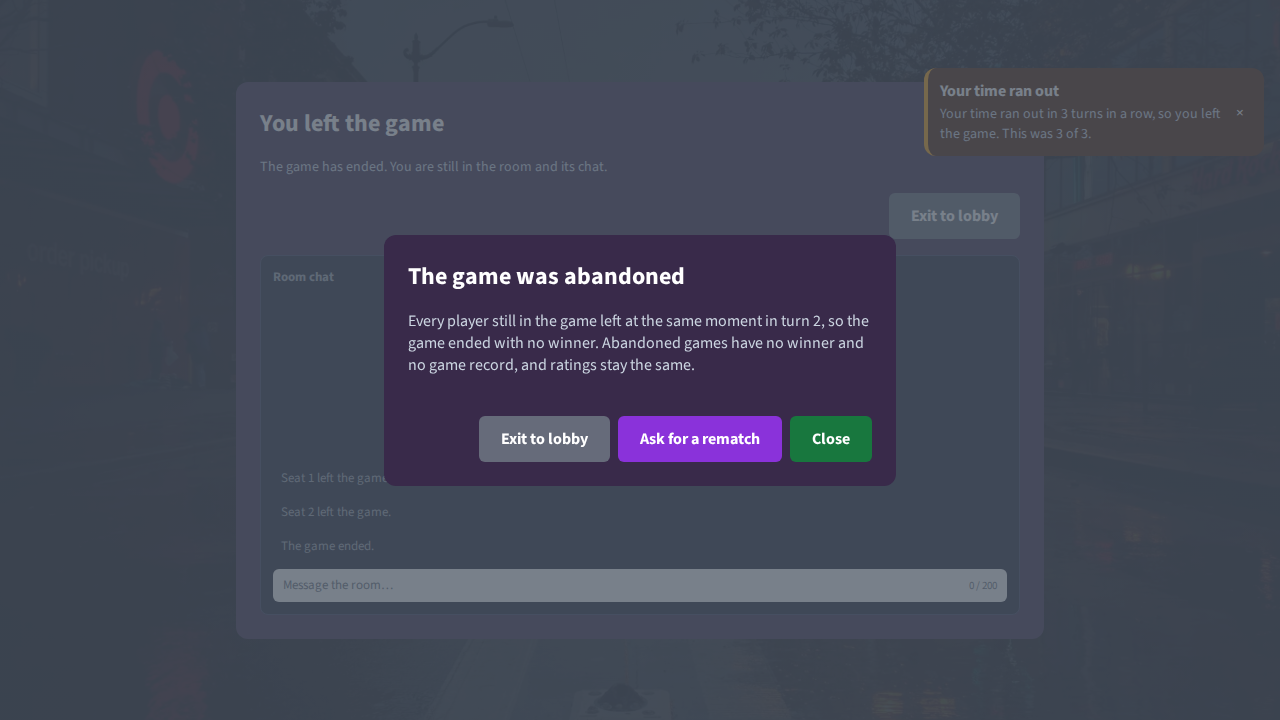 You left the game
The game has ended. You are still in the room and its chat.
Your time ran out
Your time ran out in 3 turns in a row, so you left
the game. This was 3 of 3.
×
Exit to lobby
Room chat
The game was abandoned
Every player still in the game left at the same moment in turn 2, so the
game ended with no winner. Abandoned games have no winner and
no game record, and ratings stay the same.
Exit to lobby
Ask for a rematch
Close
Seat 1 left the game
Seat 2 left the game.
The game ended.
Message the room…
0 / 200